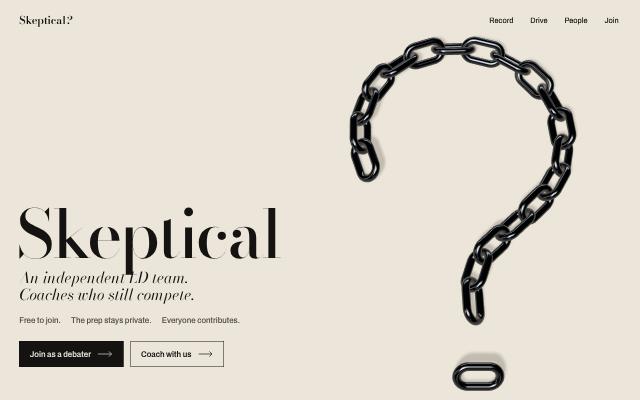 Skeptical?
Record Drive People Join
Skeptical
An independent LD team.
Coaches who still compete.
Free to join. The prep stays private. Everyone contributes.
Join as a debater
Coach with us